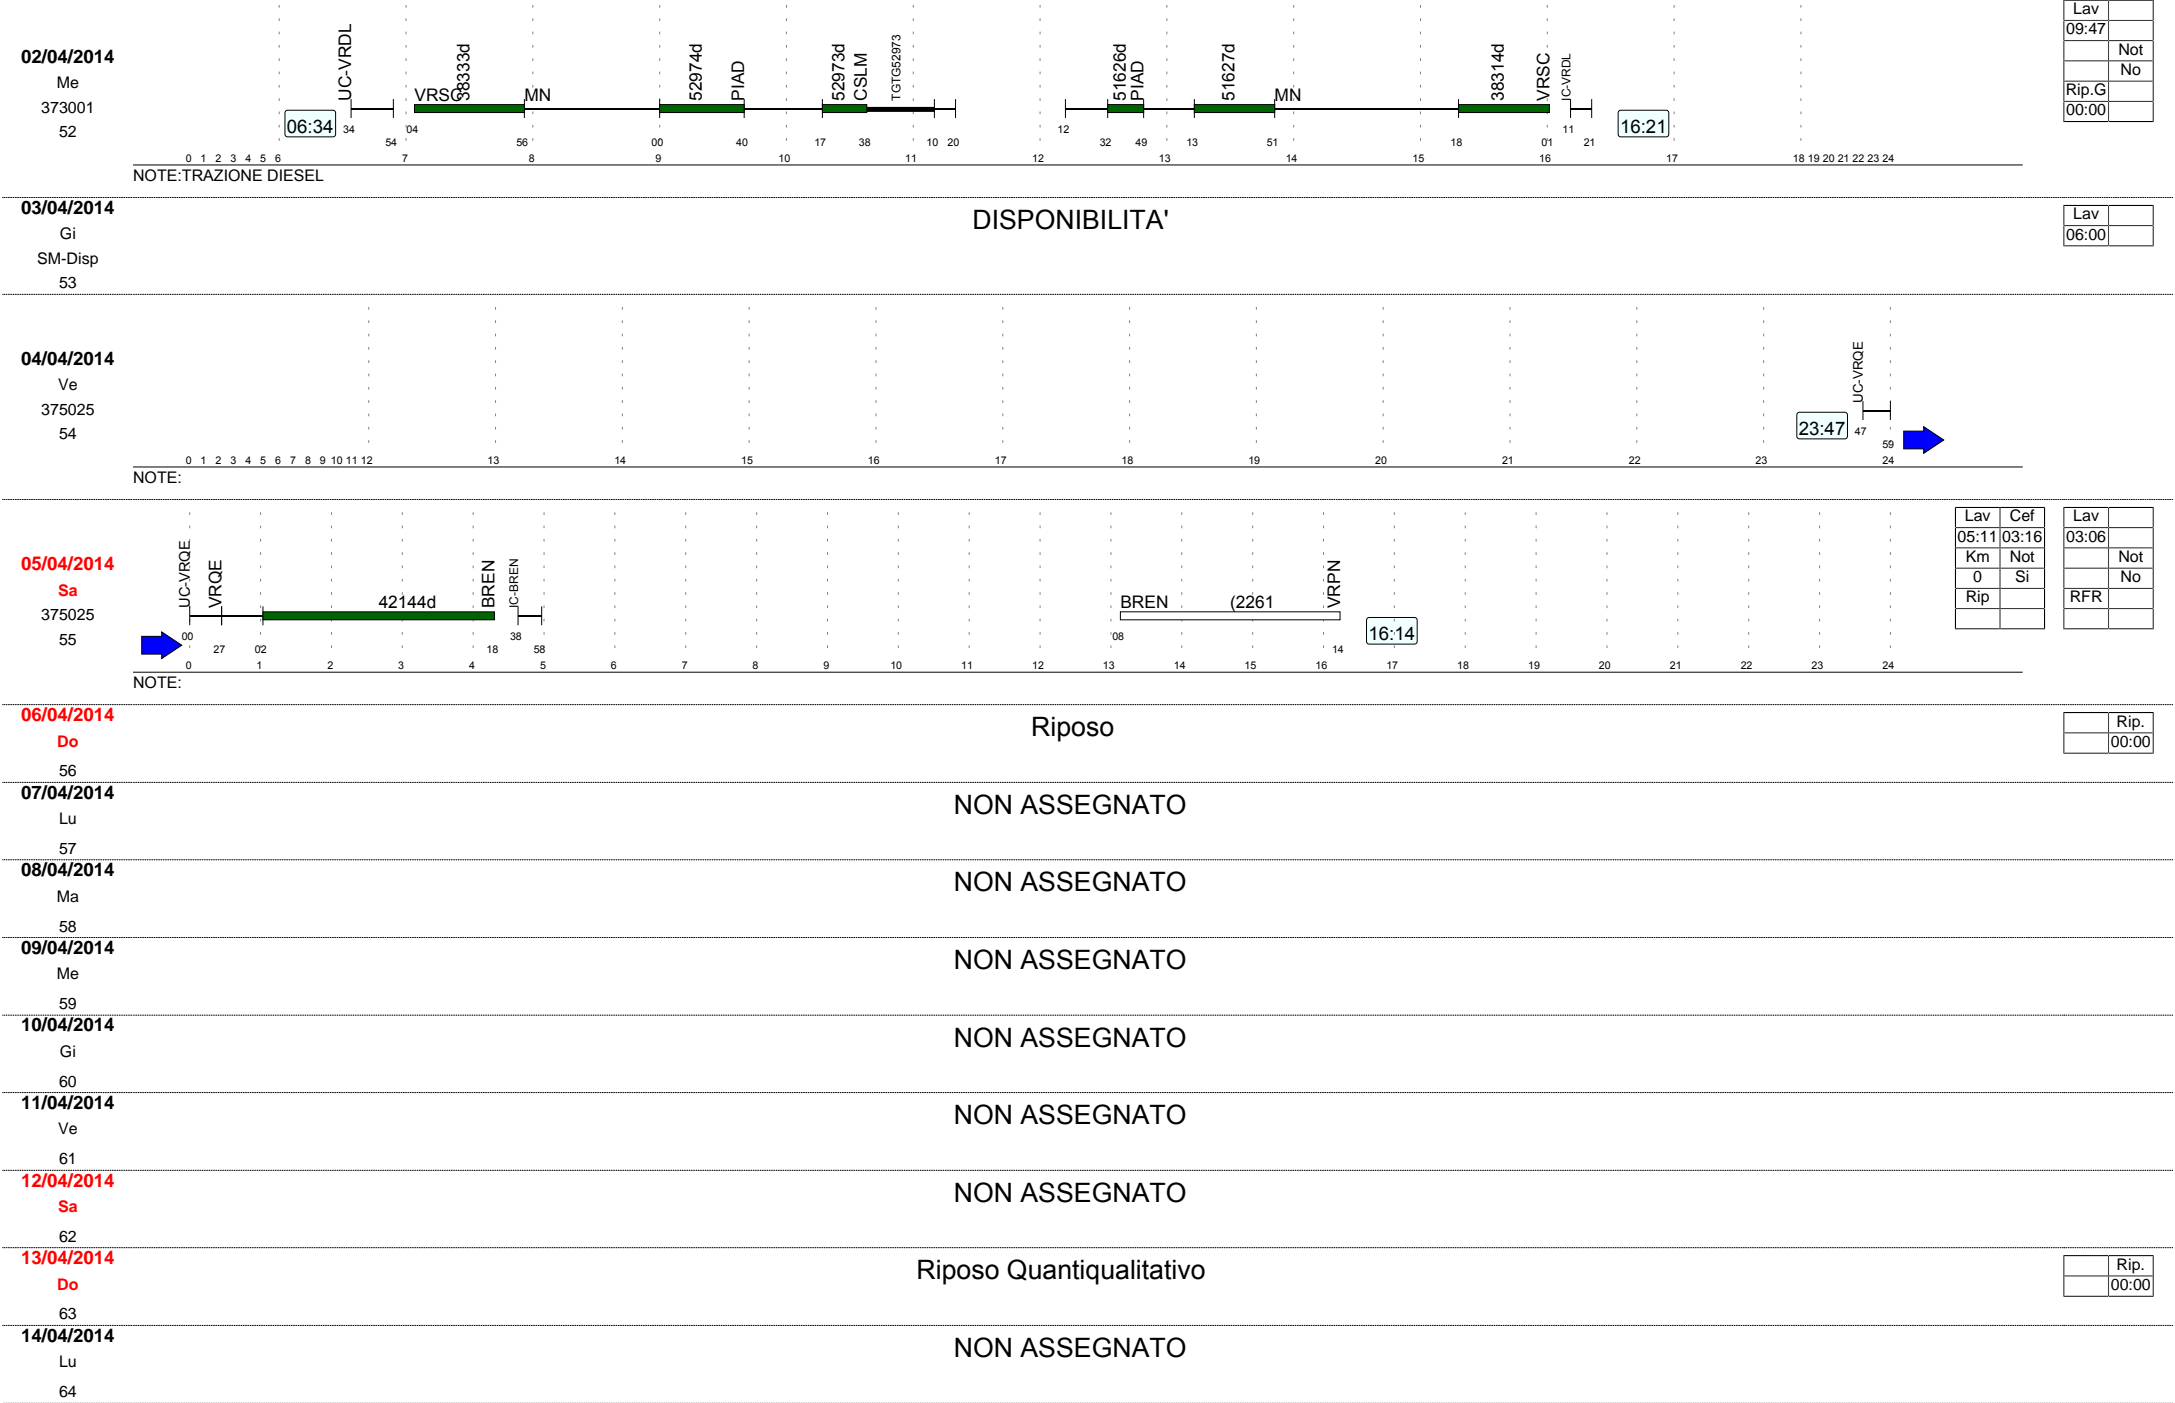 Lav
09:47
Not
No
Rip.G
00:00
02/04/2014
Me
373001
52
06:34
UC-VRDL
VRSC
38333d
MN
52974d
PIAD
52973d
CSLM
TGTG52973
51626d
PIAD
51627d
MN
38314d
VRSC
UC-VRDL
16:21
34 54 04 56 00 40 17 38 10 20 12 32 49 13 51 18 01 11 21
0 1 2 3 4 5 6 7 8 9 10 11 12 13 14 15 16 17 18 19 20 21 22 23 24
NOTE:TRAZIONE DIESEL
03/04/2014
Gi
SM-Disp
53
DISPONIBILITA'
Lav
06:00
04/04/2014
Ve
375025
54
UC-VRQE
23:47
47 59
0 1 2 3 4 5 6 7 8 9 10 11 12 13 14 15 16 17 18 19 20 21 22 23 24
NOTE:
05/04/2014
Sa
375025
55
UC-VRQE
VRQE
42144d
BREN
UC-BREN
BREN
(2261
VRPN
16:14
00 27 02 18 38 58 08 14
0 1 2 3 4 5 6 7 8 9 10 11 12 13 14 15 16 17 18 19 20 21 22 23 24
NOTE:
Lav Cef
05:11 03:16
Km Not
0 Si
Rip
Lav
03:06
Not
No
RFR
06/04/2014
Do
56
Riposo
Rip.
00:00
07/04/2014
Lu
57
NON ASSEGNATO
08/04/2014
Ma
58
NON ASSEGNATO
09/04/2014
Me
59
NON ASSEGNATO
10/04/2014
Gi
60
NON ASSEGNATO
11/04/2014
Ve
61
NON ASSEGNATO
12/04/2014
Sa
62
NON ASSEGNATO
13/04/2014
Do
63
Riposo Quantiqualitativo
Rip.
00:00
14/04/2014
Lu
64
NON ASSEGNATO